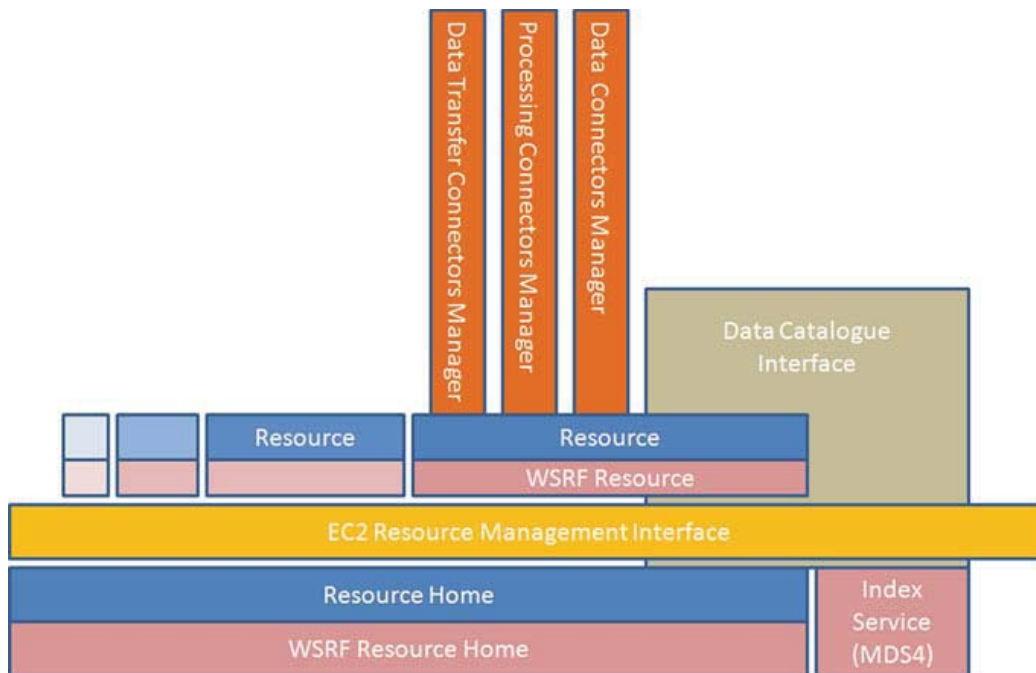 Data Transfer Connectors Manager
Processing Connectors Manager
Data Connectors Manager
Data Catalogue
Interface
Resource
Resource
WSRF Resource
EC2 Resource Management Interface
Resource Home
WSRF Resource Home
Index
Service
(MDS4)